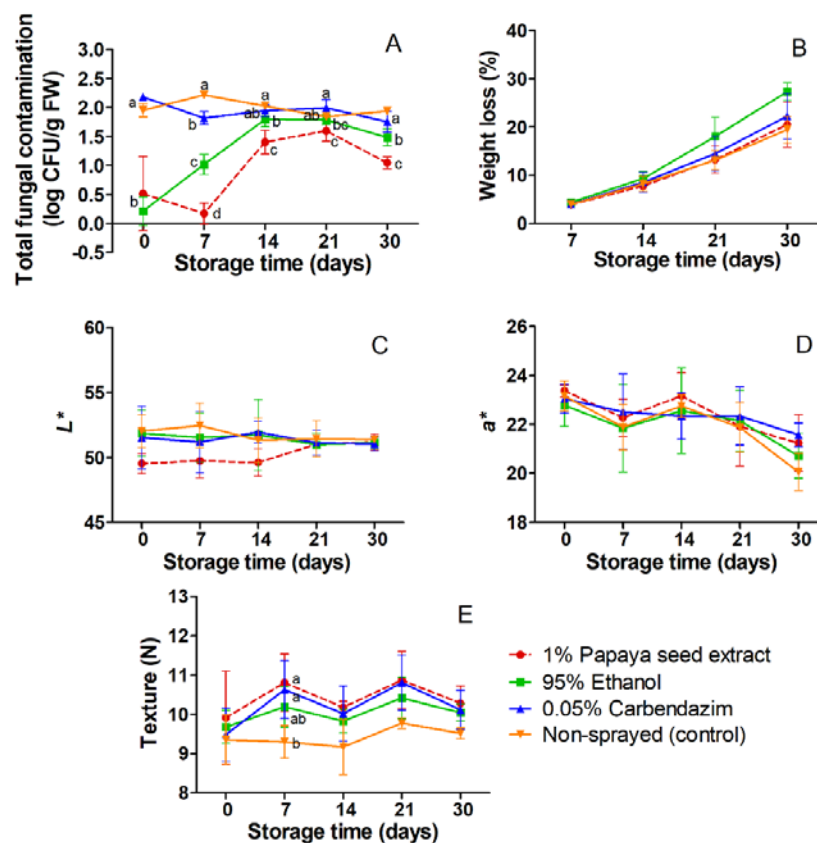 A
Total fungal contamination
(log CFU/g FW)
3.0
2.5
2.0
1.5
1.0
0.5
0.0
-0.5
a
b
a
b
c
d
a
ab
b
c
a
ab
bc
c
a
b
c
0 7 14 21 30
Storage time (days)
B
Weight loss (%)
40
30
20
10
0
7 14 21 30
Storage time (days)
C
L*
60
55
50
45
0 7 14 21 30
Storage time (days)
D
a*
26
24
22
20
18
0 7 14 21 30
Storage time (days)
E
Texture (N)
13
12
11
10
9
8
a
a
ab
b
0 7 14 21 30
Storage time (days)
1% Papaya seed extract
95% Ethanol
0.05% Carbendazim
Non-sprayed (control)